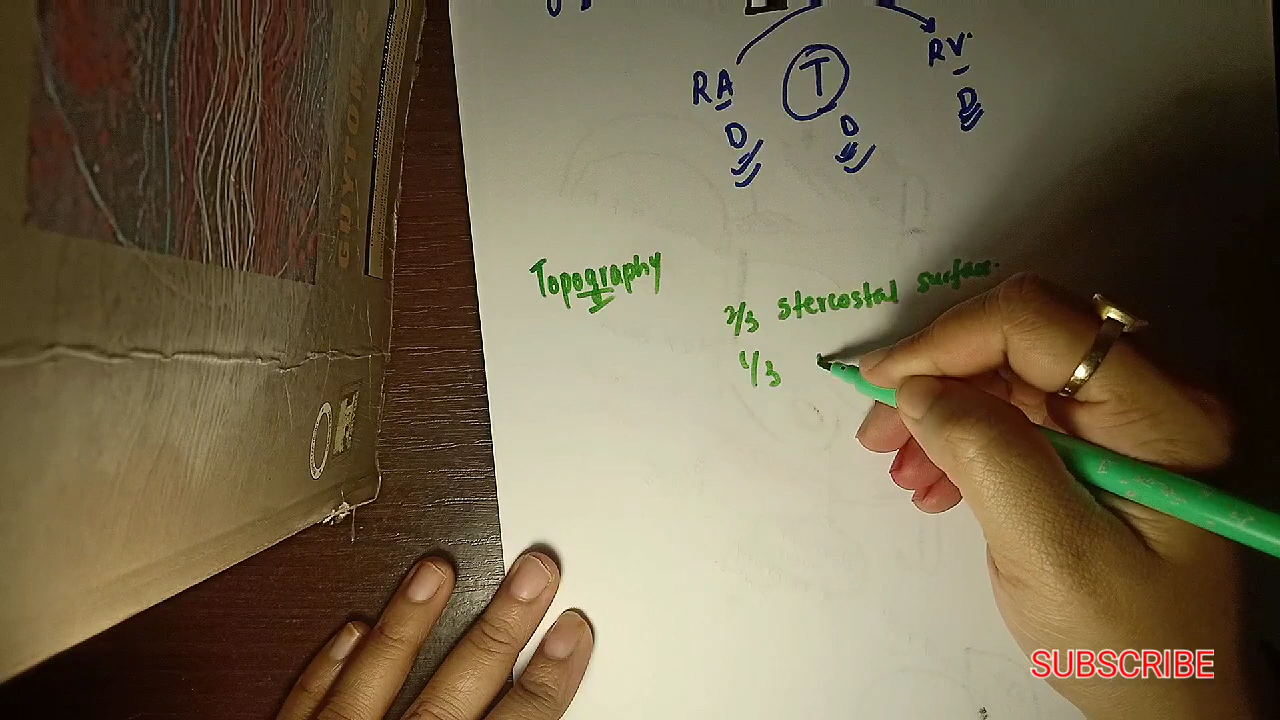 RA
T
RV
D
D
D
Topography
2/3 stercostal surface.
1/3
GUYTON &
SUBSCRIBE